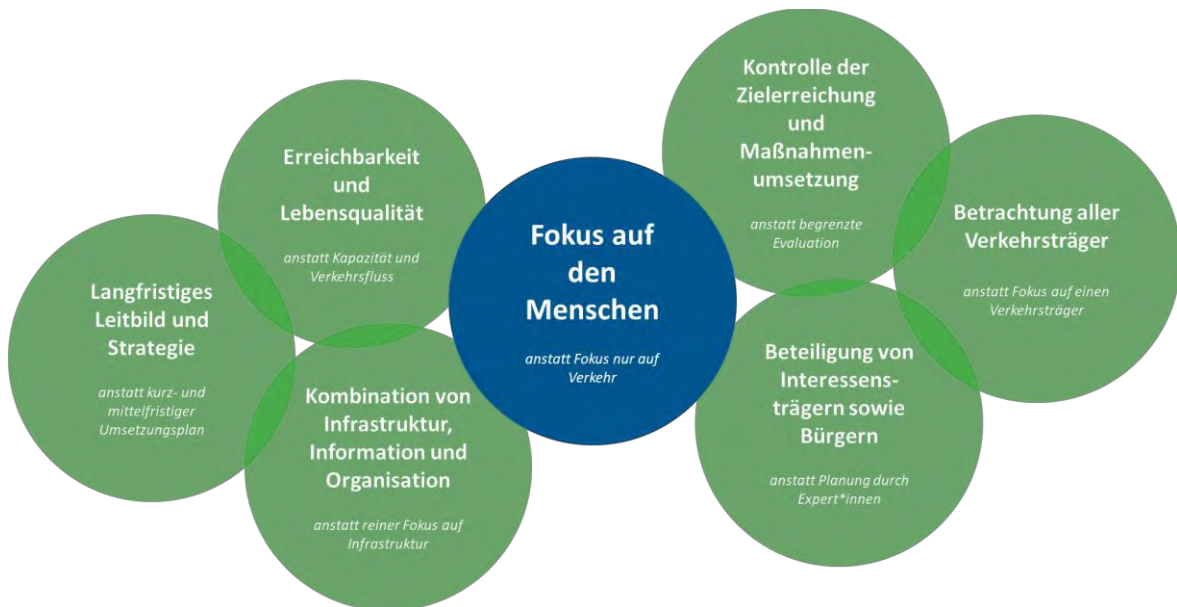 Langfristiges
Leitbild und
Strategie
anstatt kurz- und
mittelfristiger
Umsetzungsplan
Erreichbarkeit
und
Lebensqualität
anstatt Kapazität und
Verkehrsfluss
Kombination von
Infrastruktur,
Information und
Organisation
anstatt reiner Fokus auf
Infrastruktur
Fokus auf
den
Menschen
anstatt Fokus nur auf
Verkehr
Kontrolle der
Zielerreichung
und
Maßnahmen-
umsetzung
anstatt begrenzte
Evaluation
Beteiligung von
Interessens-
trägern sowie
Bürgern
anstatt Planung durch
Expert*innen
Betrachtung aller
Verkehrsträger
anstatt Fokus auf einen
Verkehrsträger